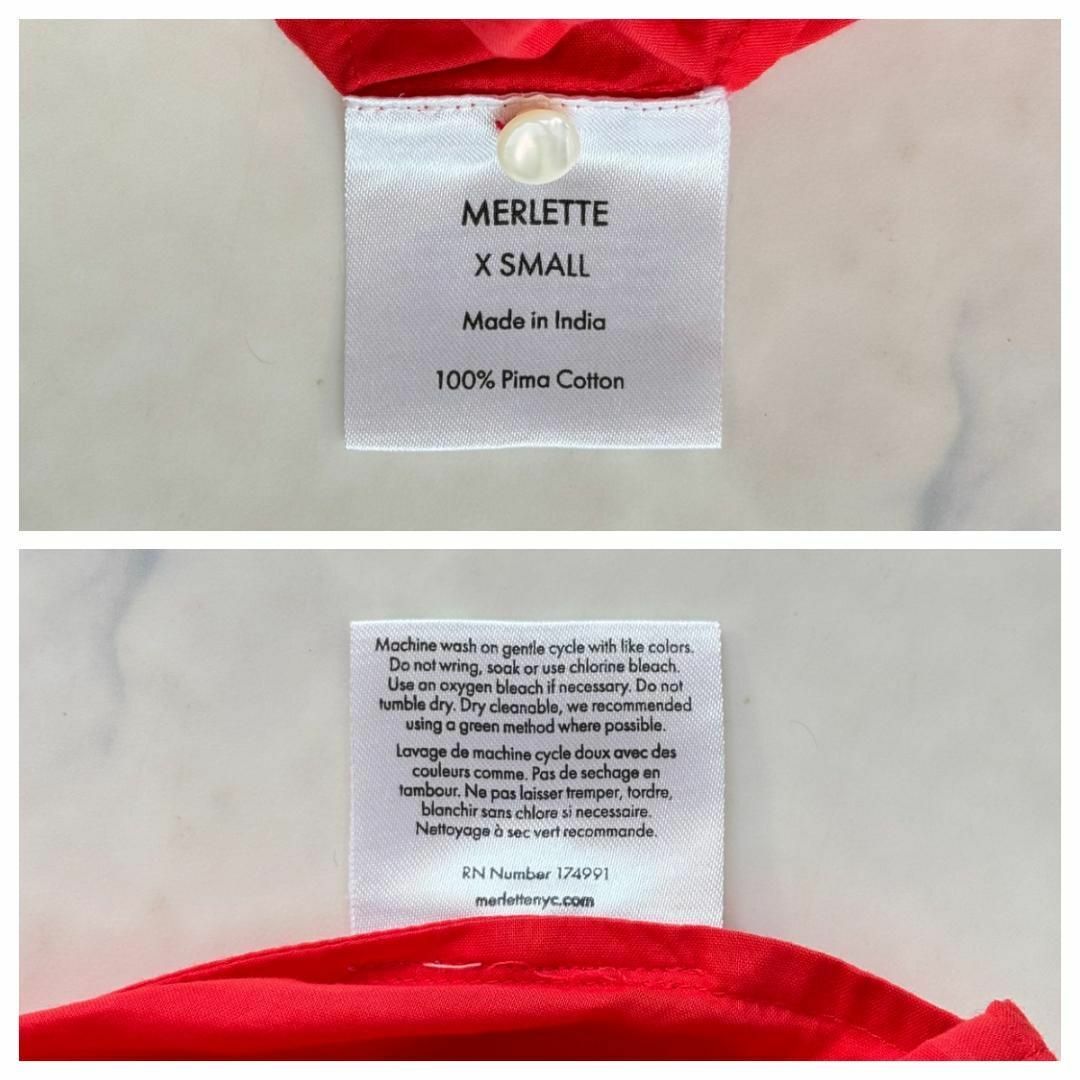 MERLETTE
X SMALL
Made in India
100% Pima Cotton
Machine wash on gentle cycle with like colors.
Do not wring, soak or use chlorine bleach.
Use an oxygen bleach if necessary. Do not
tumble dry. Dry cleanable, we recommended
using a green method where possible.
Lavage de machine cycle doux avec des
couleurs comme. Pas de sechage en
tambour. Ne pas laisser tremper, tordre,
blanchir sans chlore si necessaire.
Nettoyage à sec vert recommande.
RN Number 174991
merlettenyc.com